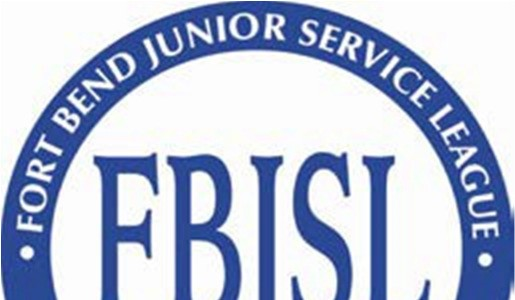 • FORT BEND JUNIOR SERVICE LEAGUE •
FBJSL